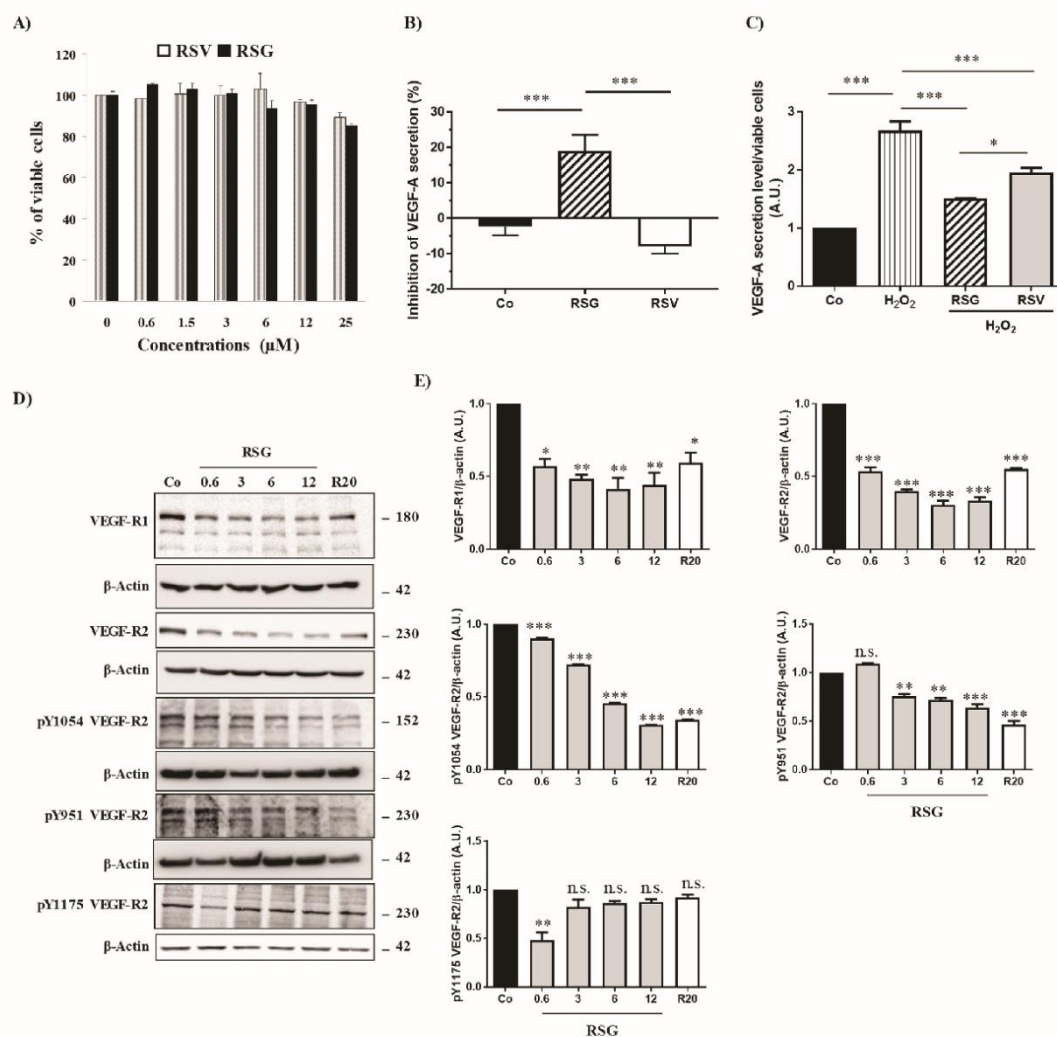 A)
RSV RSG
% of viable cells
120
100
80
60
40
20
0
0 0.6 1.5 3 6 12 25
Concentrations (µM)
B)
***
***
Inhibition of VEGF-A secretion (%)
40
30
20
10
0
-10
-20
Co RSG RSV
C)
***
***
***
*
VEGF-A secretion level/viable cells
(A.U.)
3
2
1
0
Co H₂O₂ RSG RSV
H₂O₂
D)
RSG
Co 0.6 3 6 12 R20
VEGF-R1 - 180
β-Actin - 42
VEGF-R2 - 230
β-Actin - 42
pY1054 VEGF-R2 - 152
β-Actin - 42
pY951 VEGF-R2 - 230
β-Actin - 42
pY1175 VEGF-R2 - 230
β-Actin - 42
E)
VEGF-R1/β-actin (A.U.)
1.0
0.5
0.0
* ** ** ** *
Co 0.6 3 6 12 R20
VEGF-R2/β-actin (A.U.)
1.0
0.5
0.0
*** *** *** *** ***
Co 0.6 3 6 12 R20
pY1054 VEGF-R2/β-actin (A.U.)
1.0
0.5
0.0
*** *** *** *** ***
Co 0.6 3 6 12 R20
pY951 VEGF-R2/β-actin (A.U.)
1.5
1.0
0.5
0.0
n.s. ** ** *** ***
Co 0.6 3 6 12 R20
RSG
pY1175 VEGF-R2/β-actin (A.U.)
1.5
1.0
0.5
0.0
** n.s. n.s. n.s. n.s.
Co 0.6 3 6 12 R20
RSG